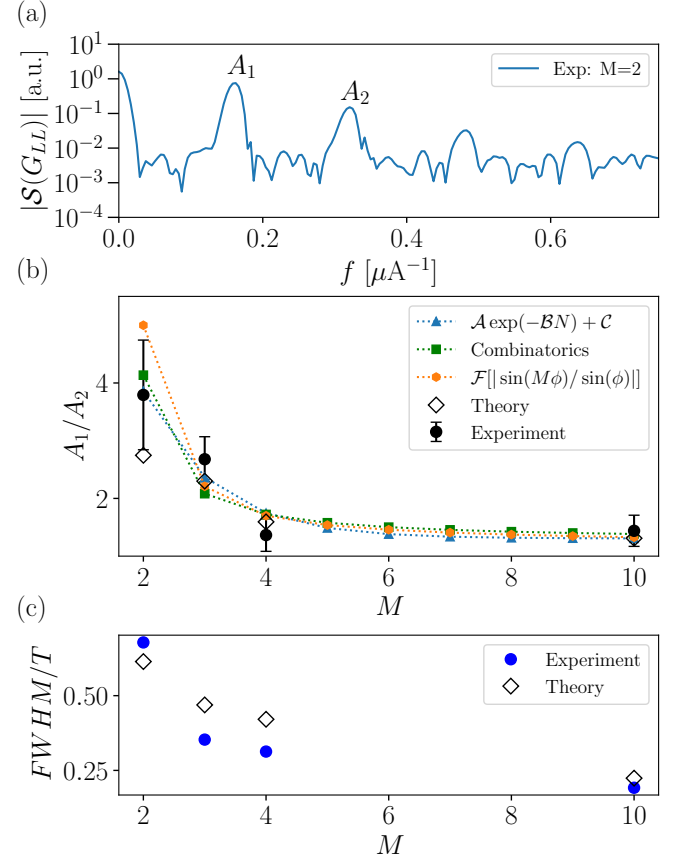 (a)
|S(G_{LL})| [a.u.]
10^1
10^0
10^{-1}
10^{-2}
10^{-3}
10^{-4}
A_1
A_2
Exp: M=2
0.0 0.2 0.4 0.6
f [μA^{-1}]
(b)
A_1/A_2
4
2
A exp(−BN) + C
Combinatorics
F[| sin(Mϕ)/ sin(ϕ)|]
Theory
Experiment
2 4 6 8 10
M
(c)
FWHM/T
0.50
0.25
Experiment
Theory
2 4 6 8 10
M